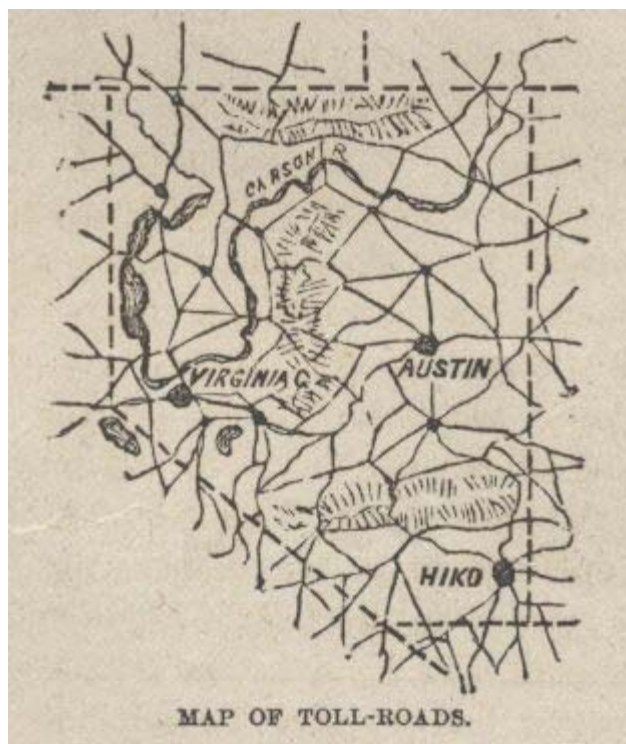 CARSON R.
VIRGINIA C.
AUSTIN
HIKO
MAP OF TOLL-ROADS.